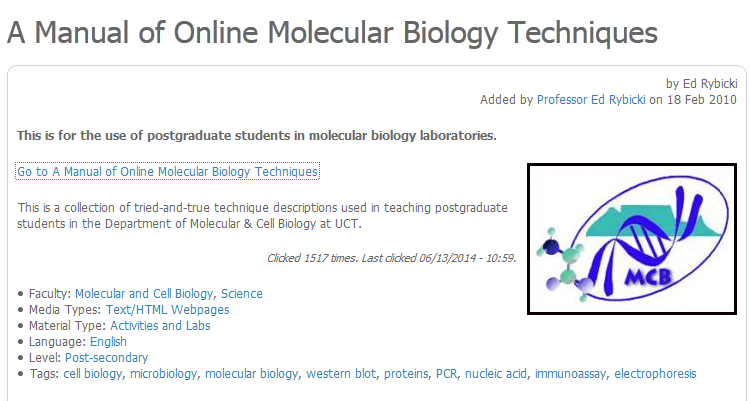 A Manual of Online Molecular Biology Techniques
by Ed Rybicki
Added by Professor Ed Rybicki on 18 Feb 2010
This is for the use of postgraduate students in molecular biology laboratories.
Go to A Manual of Online Molecular Biology Techniques
This is a collection of tried-and-true technique descriptions used in teaching postgraduate
students in the Department of Molecular & Cell Biology at UCT.
Clicked 1517 times. Last clicked 06/13/2014 - 10:59.
MCB
• Faculty: Molecular and Cell Biology, Science
• Media Types: Text/HTML Webpages
• Material Type: Activities and Labs
• Language: English
• Level: Post-secondary
• Tags: cell biology, microbiology, molecular biology, western blot, proteins, PCR, nucleic acid, immunoassay, electrophoresis